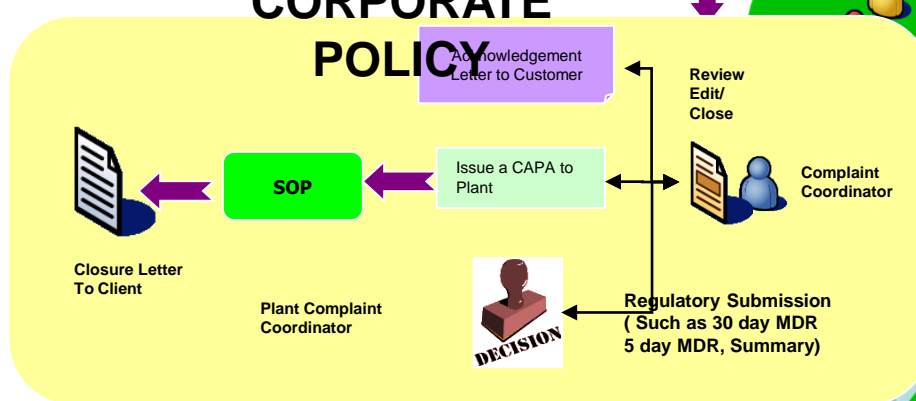 CORPORATE
POLICY
Acknowledgement
Letter to Customer
Review
Edit/
Close
Issue a CAPA to
Plant
SOP
Complaint
Coordinator
Closure Letter
To Client
Plant Complaint
Coordinator
DECISION
Regulatory Submission
( Such as 30 day MDR
5 day MDR, Summary)